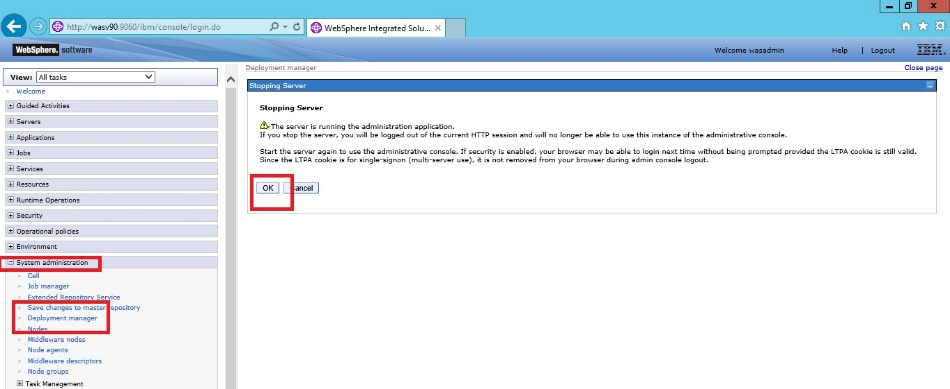 http://wasv90:9060/ibm/console/login.do
WebSphere Integrated Solu...
WebSphere. software
Welcome wasadmin
Help
Logout
IBM.
View: All tasks
Deployment manager
Close page
Welcome
Guided Activities
Servers
Applications
Jobs
Services
Resources
Runtime Operations
Security
Operational policies
Environment
System administration
Cell
Job manager
Extended Repository Service
Save changes to master repository
Deployment manager
Nodes
Middleware nodes
Node agents
Middleware descriptors
Node groups
Task Management
Stopping Server
Stopping Server
The server is running the administration application.
If you stop the server, you will be logged out of the current HTTP session and will no longer be able to use this instance of the administrative console.
Start the server again to use the administrative console. If security is enabled, your browser may be able to login next time without being prompted provided the LTPA cookie is still valid.
Since the LTPA cookie is for single-signon (multi-server use), it is not removed from your browser during admin console logout.
OK
Cancel